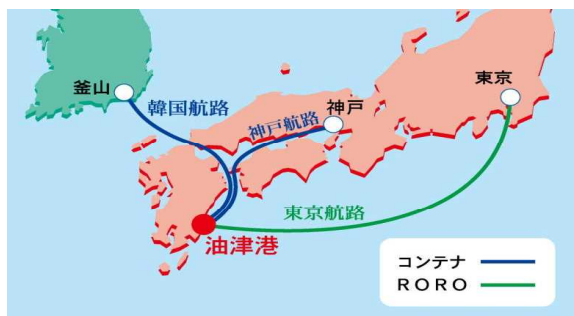 釜山
韓国航路
神戸航路
神戸
東京
東京航路
油津港
コンテナ
RORO